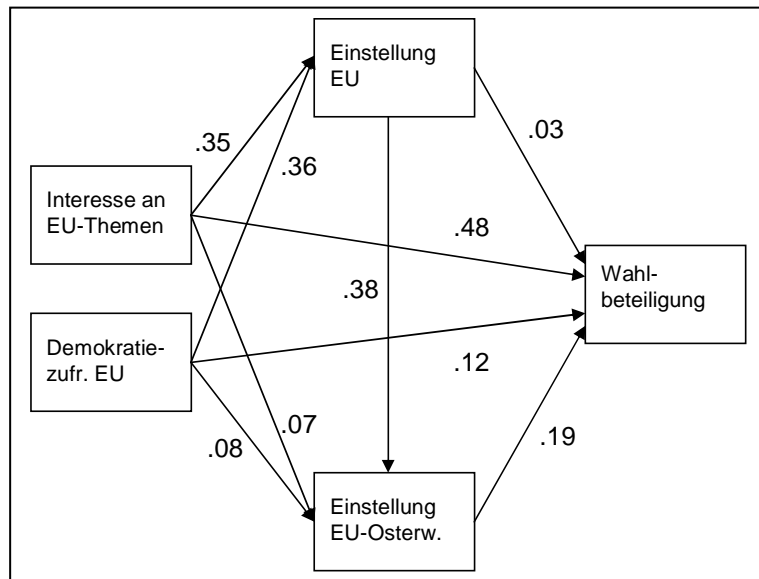 Einstellung
EU
.03
.35
.36
Interesse an
EU-Themen
.48
Wahl-
beteiligung
.38
Demokratie-
zufr. EU
.12
.07
.08
.19
Einstellung
EU-Osterw.